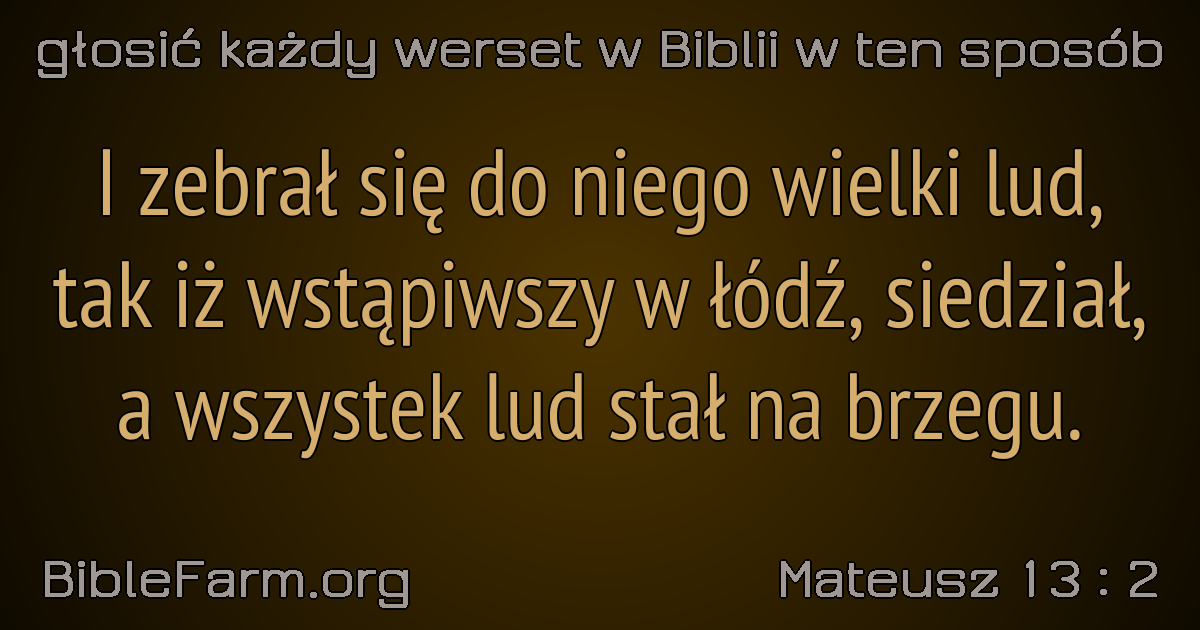 głosić każdy werset w Biblii w ten sposób
I zebrał się do niego wielki lud,
tak iż wstąpiwszy w łódź, siedział,
a wszystek lud stał na brzegu.
BibleFarm.org
Mateusz 13 : 2